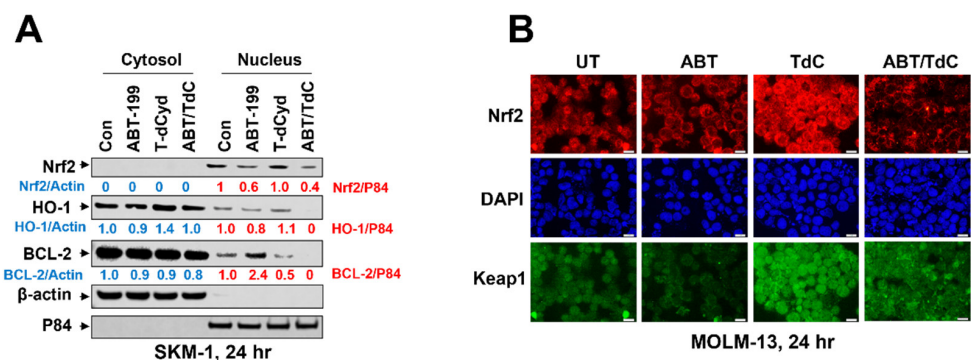 A
Cytosol Nucleus
Con ABT-199 T-dCyd ABT/TdC Con ABT-199 T-dCyd ABT/TdC
Nrf2
Nrf2/Actin 0 0 0 0 1 0.6 1.0 0.4 Nrf2/P84
HO-1
HO-1/Actin 1.0 0.9 1.4 1.0 1.0 0.8 1.1 0 HO-1/P84
BCL-2
BCL-2/Actin 1.0 0.9 0.9 0.8 1.0 2.4 0.5 0 BCL-2/P84
β-actin
P84
SKM-1, 24 hr
B
UT ABT TdC ABT/TdC
Nrf2
DAPI
Keap1
MOLM-13, 24 hr